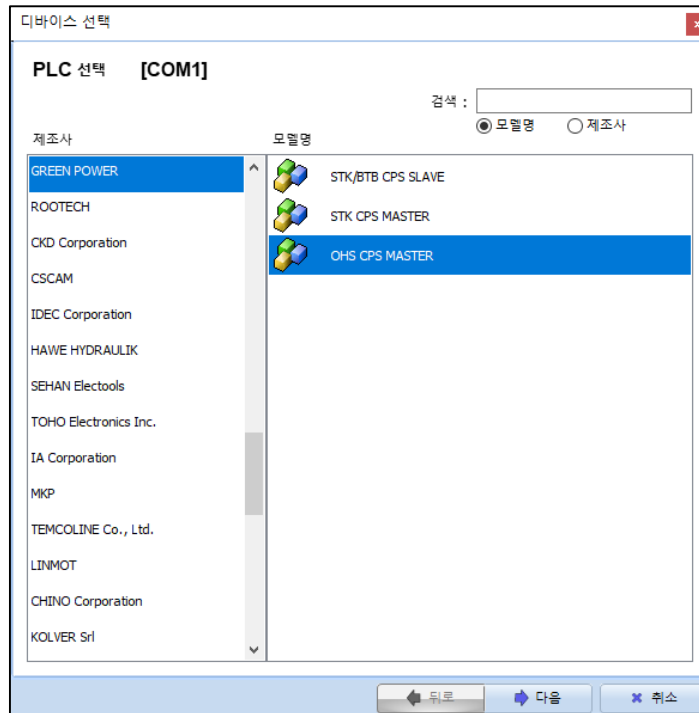 디바이스 선택
PLC 선택 [COM1]
검색 :
모델명 제조사
제조사
GREEN POWER
ROOTECH
CKD Corporation
CSCAM
IDEC Corporation
HAWE HYDRAULIK
SEHAN Electools
TOHO Electronics Inc.
IA Corporation
MKP
TEMCOLINE Co., Ltd.
LINMOT
CHINO Corporation
KOLVER Srl
모델명
STK/BTB CPS SLAVE
STK CPS MASTER
OHS CPS MASTER
뒤로 다음 취소